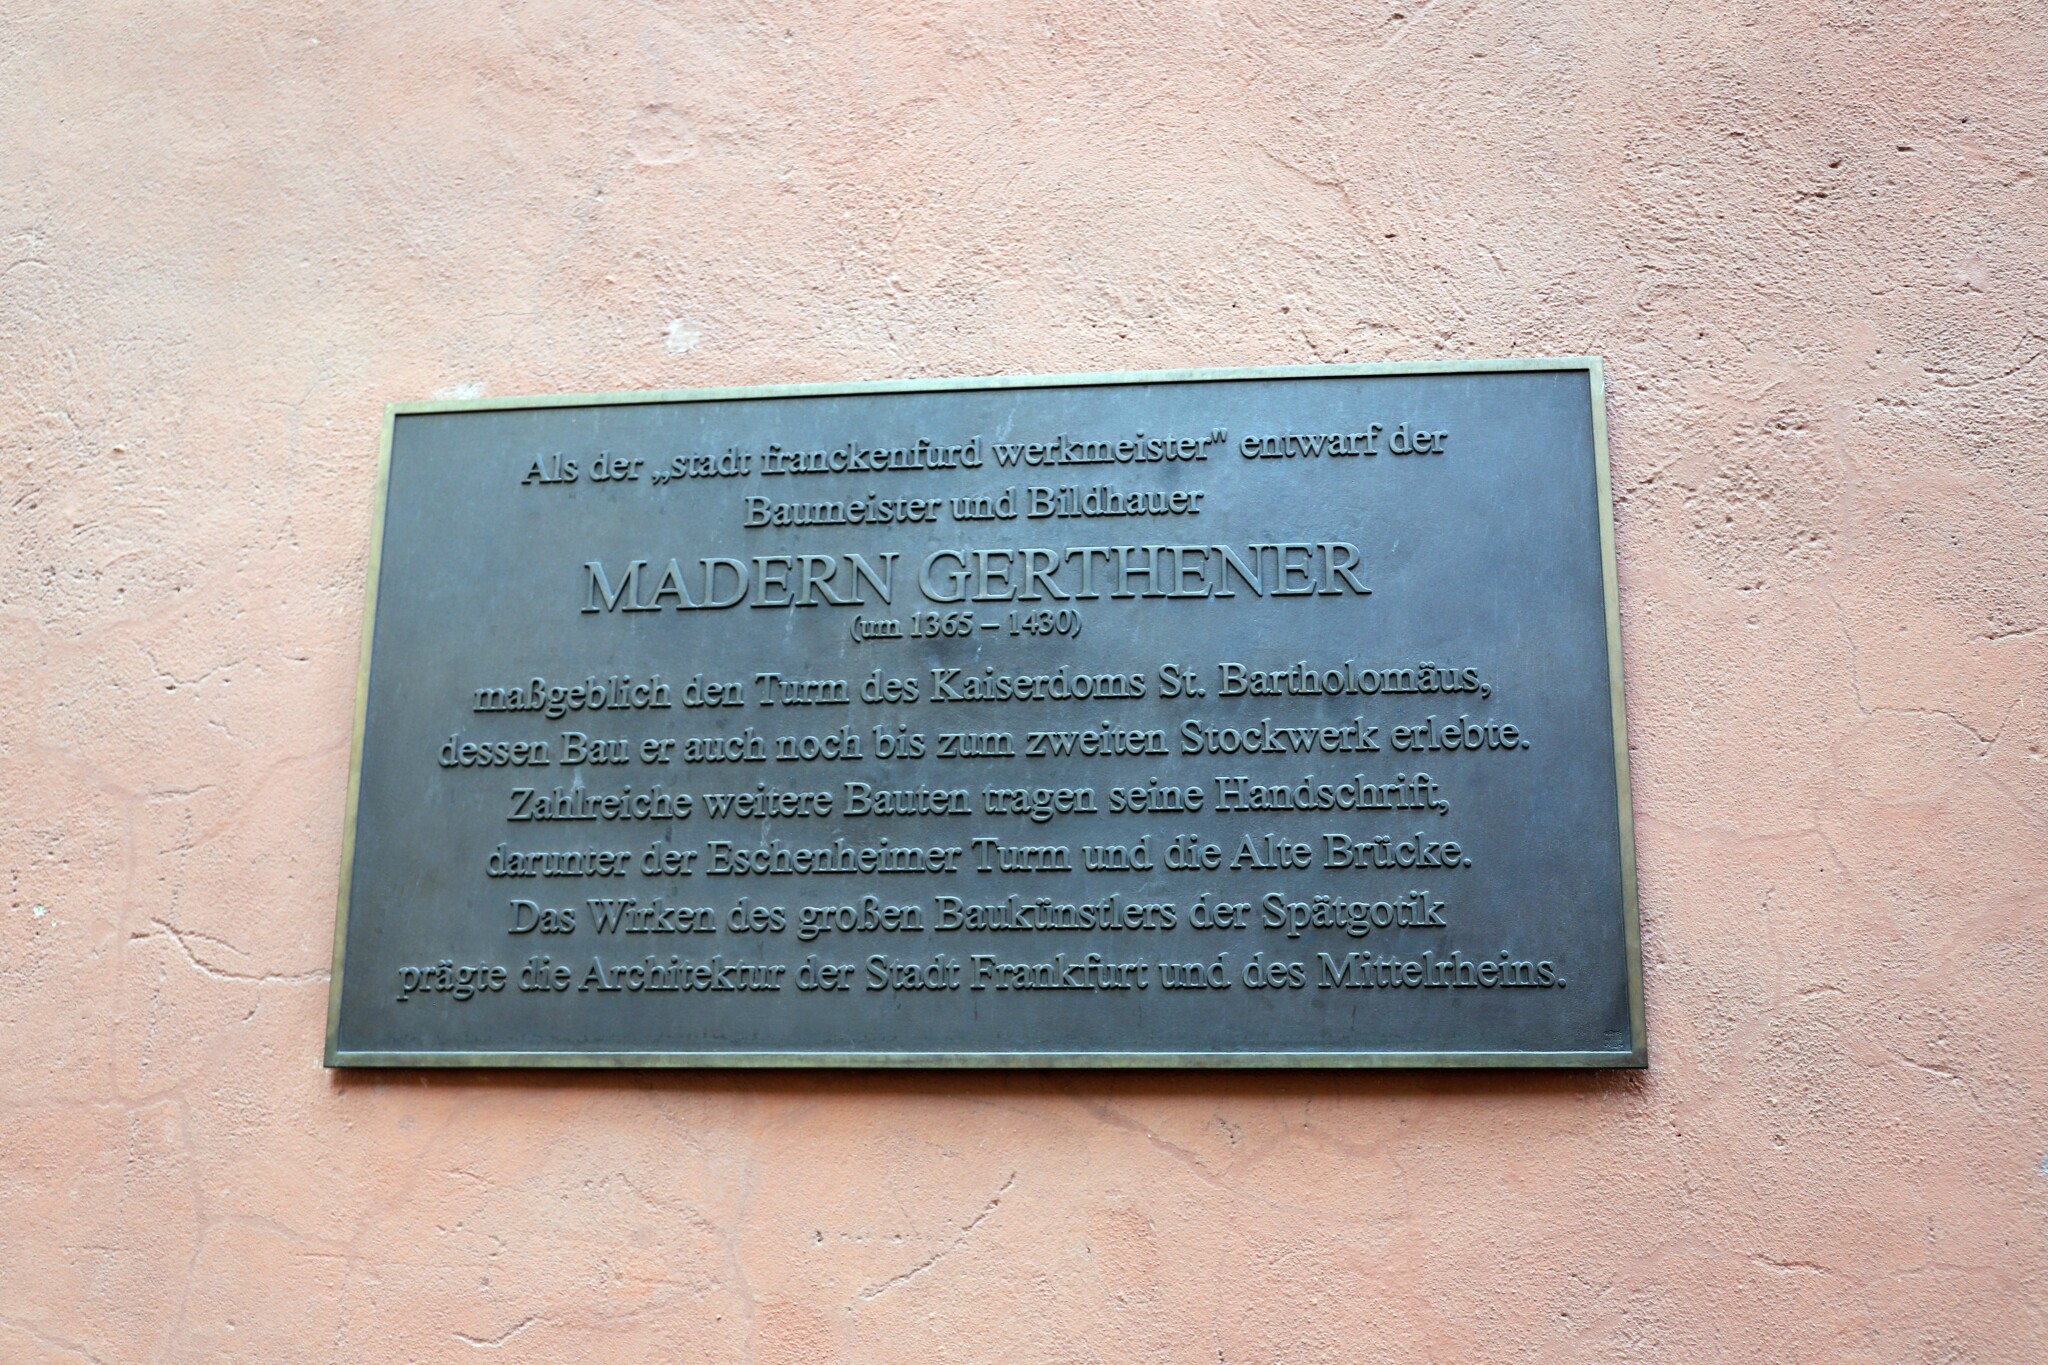 Als der „stadt franckenfurd werkmeister" entwarf der
Baumeister und Bildhauer
MADERN GERTHENER
(um 1365 – 1430)
maßgeblich den Turm des Kaiserdoms St. Bartholomäus,
dessen Bau er auch noch bis zum zweiten Stockwerk erlebte.
Zahlreiche weitere Bauten tragen seine Handschrift,
darunter der Eschenheimer Turm und die Alte Brücke.
Das Wirken des großen Baukünstlers der Spätgotik
prägte die Architektur der Stadt Frankfurt und des Mittelrheins.